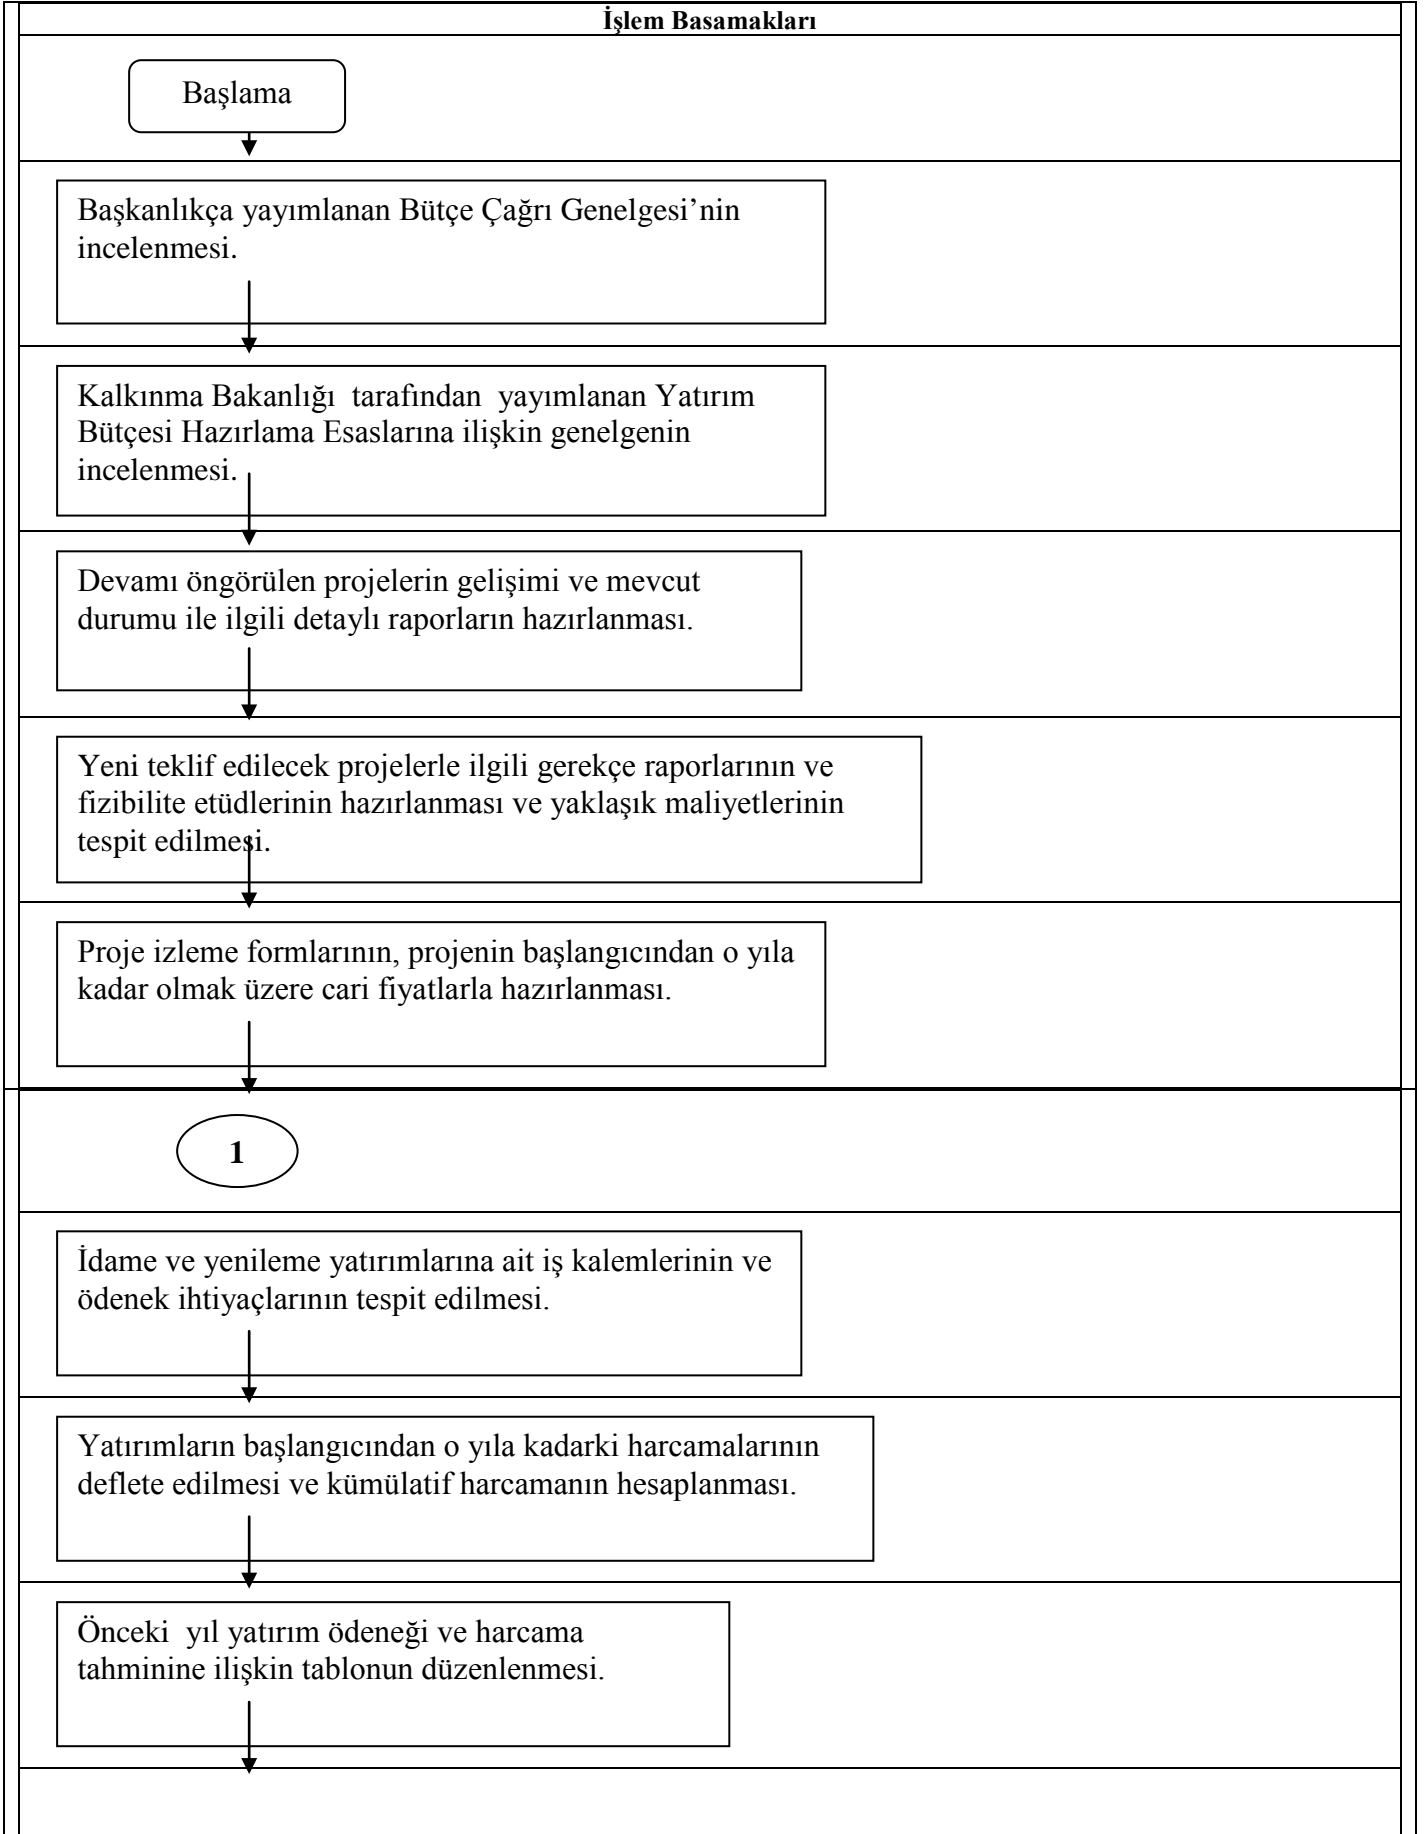 İşlem Basamakları
Başlama
Başkanlıkça yayımlanan Bütçe Çağrı Genelgesi’nin
incelenmesi.
Kalkınma Bakanlığı tarafından yayımlanan Yatırım
Bütçesi Hazırlama Esaslarına ilişkin genelgenin
incelenmesi.
Devamı öngörülen projelerin gelişimi ve mevcut
durumu ile ilgili detaylı raporların hazırlanması.
Yeni teklif edilecek projelerle ilgili gerekçe raporlarının ve
fizibilite etüdlerinin hazırlanması ve yaklaşık maliyetlerinin
tespit edilmesi.
Proje izleme formlarının, projenin başlangıcından o yıla
kadar olmak üzere cari fiyatlarla hazırlanması.
1
İdame ve yenileme yatırımlarına ait iş kalemlerinin ve
ödenek ihtiyaçlarının tespit edilmesi.
Yatırımların başlangıcından o yıla kadarki harcamalarının
deflete edilmesi ve kümülatif harcamanın hesaplanması.
Önceki yıl yatırım ödeneği ve harcama
tahminine ilişkin tablonun düzenlenmesi.